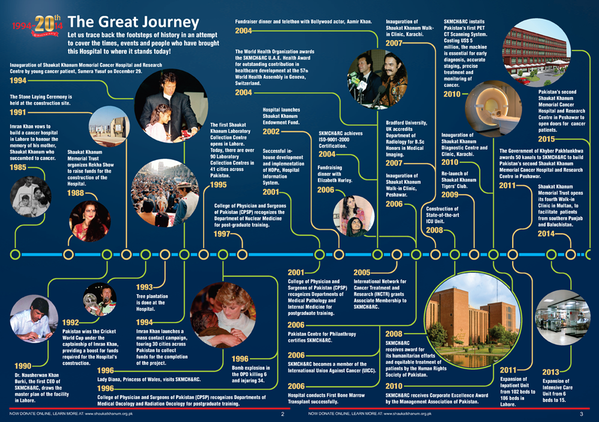 1994 20th 2014
The Great Journey
Let us trace back the footsteps of history in an attempt
to cover the times, events and people who have brought
this Hospital to where it stands today!
Inauguration of Shaukat Khanum Memorial Cancer Hospital and Research
Centre by young cancer patient, Sumera Yusuf on December 29.
1994
The Stone Laying Ceremony is
held at the construction site.
1991
Imran Khan vows to
build a cancer hospital
in Lahore to honour the
memory of his mother,
Shaukat Khanum who
succumbed to cancer.
1985
Shaukat Khanum
Memorial Trust
organizes Rekha Show
to raise funds for the
construction of the
Hospital.
1988
The first Shaukat
Khanum Laboratory
Collection Centre
opens in Lahore.
Today, there are over
90 Laboratory
Collection Centres in
41 cities across
Pakistan.
1995
College of Physician and Surgeons
of Pakistan (CPSP) recognizes the
Department of Nuclear Medicine
for post-graduate training.
1997
Fundraiser dinner and telethon with Bollywood actor, Aamir Khan.
2004
The World Health Organization awards
the SKMCH&RC U.A.E. Health Award
for outstanding contribution in
healthcare development at the 57th
World Health Assembly in Geneva,
Switzerland.
2004
Hospital launches
Shaukat Khanum
Endowment Fund.
2002
Successful in-
house development
and implementation
of HOPe, Hospital
Information
System.
2001
SKMCH&RC achieves
ISO-9001-2000
Certification.
2004
Fundraising
dinner with
Elizabeth Hurley.
2006
Inauguration of
Shaukat Khanum Walk-
in Clinic, Karachi.
2007
Bradford University,
UK accredits
Department of
Radiology for B.Sc
Honors in Medical
Imaging.
2007
Inauguration of
Shaukat Khanum
Walk-in Clinic,
Peshawar.
2006
SKMCH&RC installs
Pakistan's first PET
CT Scanning System.
Costing US$ 5
million, the machine
is essential for early
diagnosis, accurate
staging, precise
treatment and
monitoring of
cancer.
2010
Inauguration of
Shaukat Khanum
Diagnostic Centre and
Clinic, Karachi.
2010
Re-launch of
Shaukat Khanum
Tigers' Club.
2009
Construction of
State-of-the-art
ICU Unit.
2008
Pakistan's second
Shaukat Khanum
Memorial Cancer
Hospital and Research
Centre in Peshawar to
open doors for cancer
patients.
2015
The Government of Khyber Pakhtunkhwa
awards 50 kanals to SKMCH&RC to build
Pakistan's second Shaukat Khanum
Memorial Cancer Hospital and Research
Centre in Peshawar.
2011
Shaukat Khanum
Memorial Trust opens
its fourth Walk-in
Clinic in Multan, to
facilitate patients
from southern Punjab
and Balochistan.
2014
1990
Dr. Nausherwan Khan
Burki, the first CEO of
SKMCH&RC, draws the
master plan of the facility
in Lahore.
1992
Pakistan wins the Cricket
World Cup under the
captainship of Imran Khan,
providing a boost for funds
required for the Hospital's
construction.
1993
Tree plantation
is done at the
Hospital.
1994
Imran Khan launches a
mass contact campaign,
touring 30 cities across
Pakistan to collect
funds for the completion
of the project.
1996
Lady Diana, Princess of Wales, visits SKMCH&RC.
1996
College of Physician and Surgeons of Pakistan (CPSP) recognizes Departments of
Medical Oncology and Radiation Oncology for postgraduate training.
1996
Bomb explosion in
the OPD killing 6
and injuring 34.
2001
College of Physician and
Surgeons of Pakistan (CPSP)
recognizes Departments of
Medical Pathology and
Internal Medicine for
postgraduate training.
2006
Pakistan Centre for Philanthropy
certifies SKMCH&RC.
2006
SKMCH&RC becomes a member of the
International Union Against Cancer (UICC).
2006
Hospital conducts First Bone Marrow
Transplant successfully.
2005
International Network for
Cancer Treatment and
Research (INCTR) grants
Associate Membership to
SKMCH&RC.
2008
SKMCH&RC
receives award for
its humanitarian efforts
and equitable treatment of
patients by the Human Rights
Society of Pakistan.
2010
SKMCH&RC receives Corporate Excellence Award
by the Management Association of Pakistan.
2011
Expansion of
Inpatient Unit
from 102 beds to
186 beds in
Lahore.
2013
Expansion of
Intensive Care
Unit from 6
beds to 15.
NOW DONATE ONLINE, LEARN MORE AT: www.shaukatkhanum.org.pk
2
NOW DONATE ONLINE, LEARN MORE AT: www.shaukatkhanum.org.pk
3